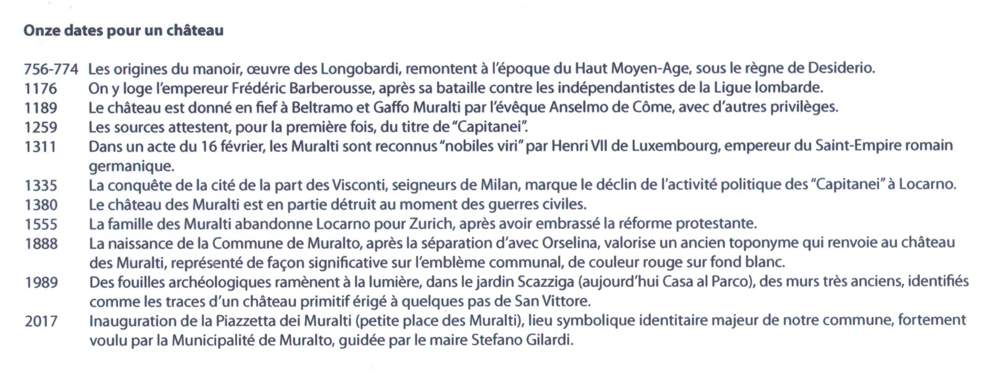 Onze dates pour un château
756-774 Les origines du manoir, œuvre des Longobardi, remontent à l'époque du Haut Moyen-Age, sous le règne de Desiderio.
1176 On y loge l'empereur Frédéric Barberousse, après sa bataille contre les indépendantistes de la Ligue lombarde.
1189 Le château est donné en fief à Beltramo et Gaffo Muralti par l'évêque Anselmo de Côme, avec d'autres privilèges.
1259 Les sources attestent, pour la première fois, du titre de "Capitanei".
1311 Dans un acte du 16 février, les Muralti sont reconnus "nobiles viri" par Henri VII de Luxembourg, empereur du Saint-Empire romain
germanique.
1335 La conquête de la cité de la part des Visconti, seigneurs de Milan, marque le déclin de l'activité politique des "Capitanei" à Locarno.
1380 Le château des Muralti est en partie détruit au moment des guerres civiles.
1555 La famille des Muralti abandonne Locarno pour Zurich, après avoir embrassé la réforme protestante.
1888 La naissance de la Commune de Muralto, après la séparation d'avec Orselina, valorise un ancien toponyme qui renvoie au château
des Muralti, représenté de façon significative sur l'emblème communal, de couleur rouge sur fond blanc.
1989 Des fouilles archéologiques ramènent à la lumière, dans le jardin Scazziga (aujourd'hui Casa al Parco), des murs très anciens, identifiés
comme les traces d'un château primitif érigé à quelques pas de San Vittore.
2017 Inauguration de la Piazzetta dei Muralti (petite place des Muralti), lieu symbolique identitaire majeur de notre commune, fortement
voulu par la Municipalité de Muralto, guidée par le maire Stefano Gilardi.